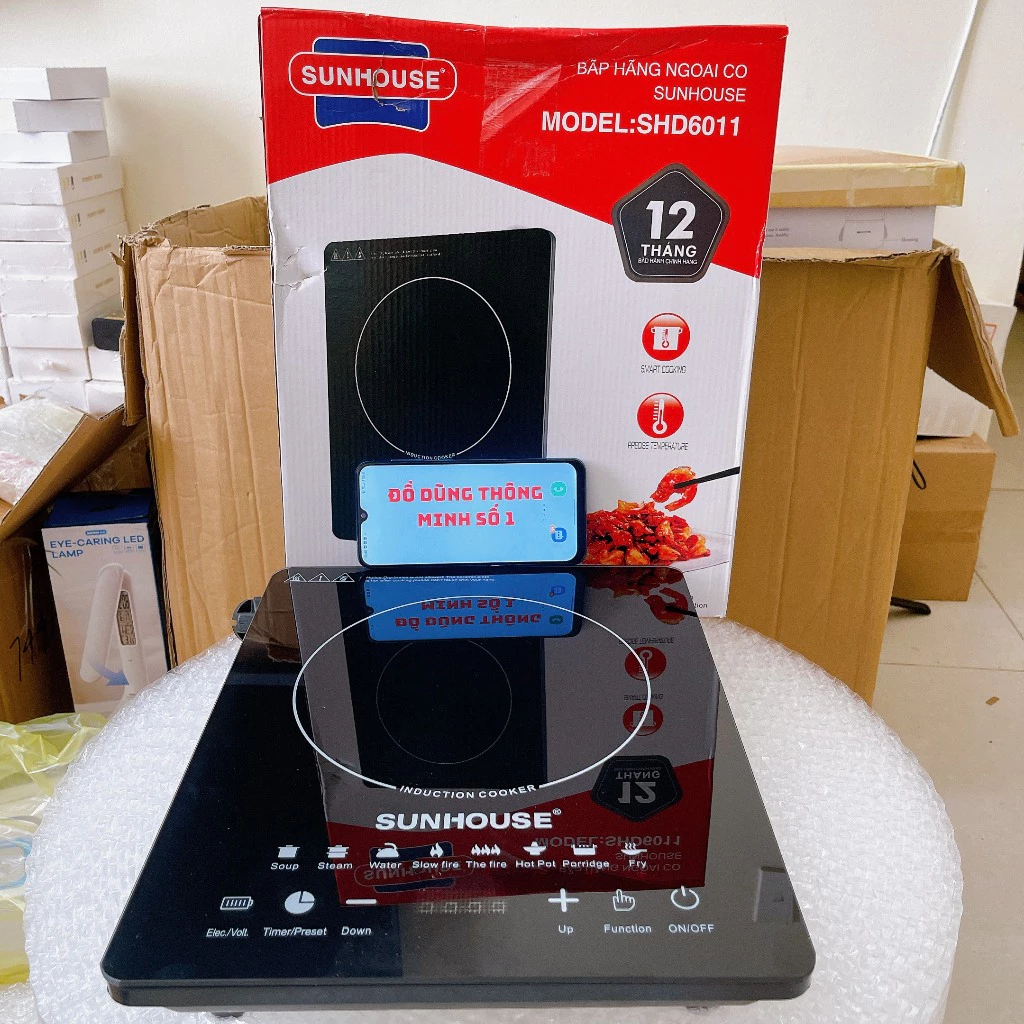 SUNHOUSE®
BÃP HÃNG NGOAI CO
SUNHOUSE
MODEL:SHD6011
12
THÁNG
BẢO HÀNH CHÍNH HÃNG
SMART COOKING
INDUCTION COOKER
ĐỒ DÙNG THÔNG
MINH SỐ 1
EYE-CARING LED
LAMP
INDUCTION COOKER
SUNHOUSE®
Soup Steam Water Slow fire The fire Hot Pot Porridge Fry
Elec./Volt. Timer/Preset Down Up Function ON/OFF